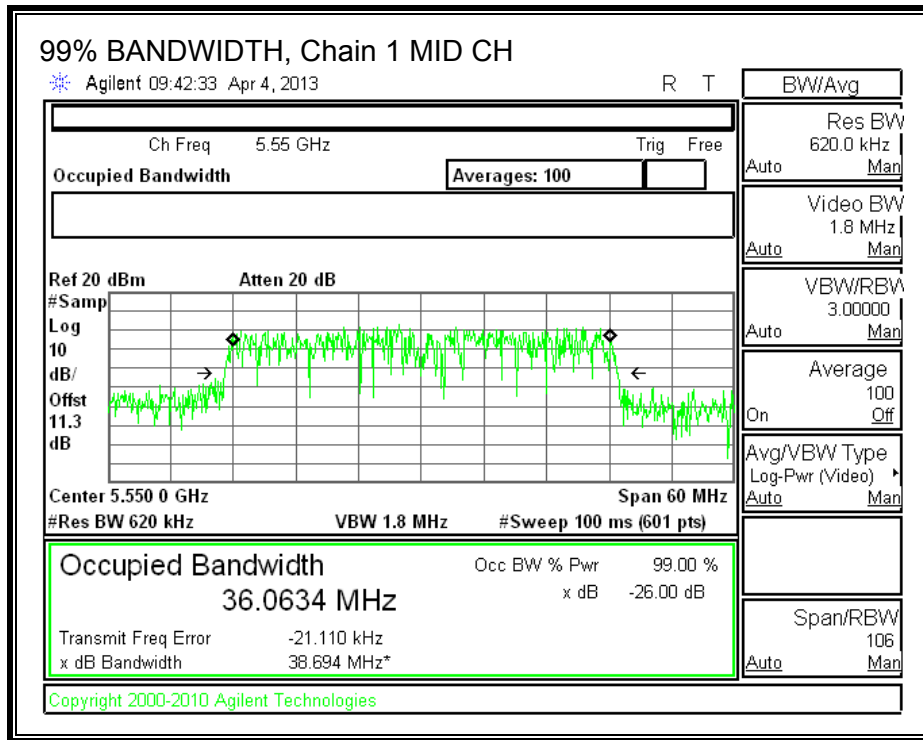 99% BANDWIDTH, Chain 1 MID CH
Agilent 09:42:33 Apr 4, 2013 R T
Ch Freq 5.55 GHz Trig Free
Occupied Bandwidth Averages: 100
Ref 20 dBm Atten 20 dB
#Samp
Log
10
dB/
Offst
11.3
dB
Center 5.550 0 GHz Span 60 MHz
#Res BW 620 kHz VBW 1.8 MHz #Sweep 100 ms (601 pts)
Occupied Bandwidth
36.0634 MHz
Occ BW % Pwr 99.00 %
x dB -26.00 dB
Transmit Freq Error -21.110 kHz
x dB Bandwidth 38.694 MHz*
Copyright 2000-2010 Agilent Technologies
BW/Avg
Res BW
620.0 kHz
Auto Man
Video BW
1.8 MHz
Auto Man
VBW/RBW
3.00000
Auto Man
Average
100
On Off
Avg/VBW Type
Log-Pwr (Video)
Auto Man
Span/RBW
106
Auto Man